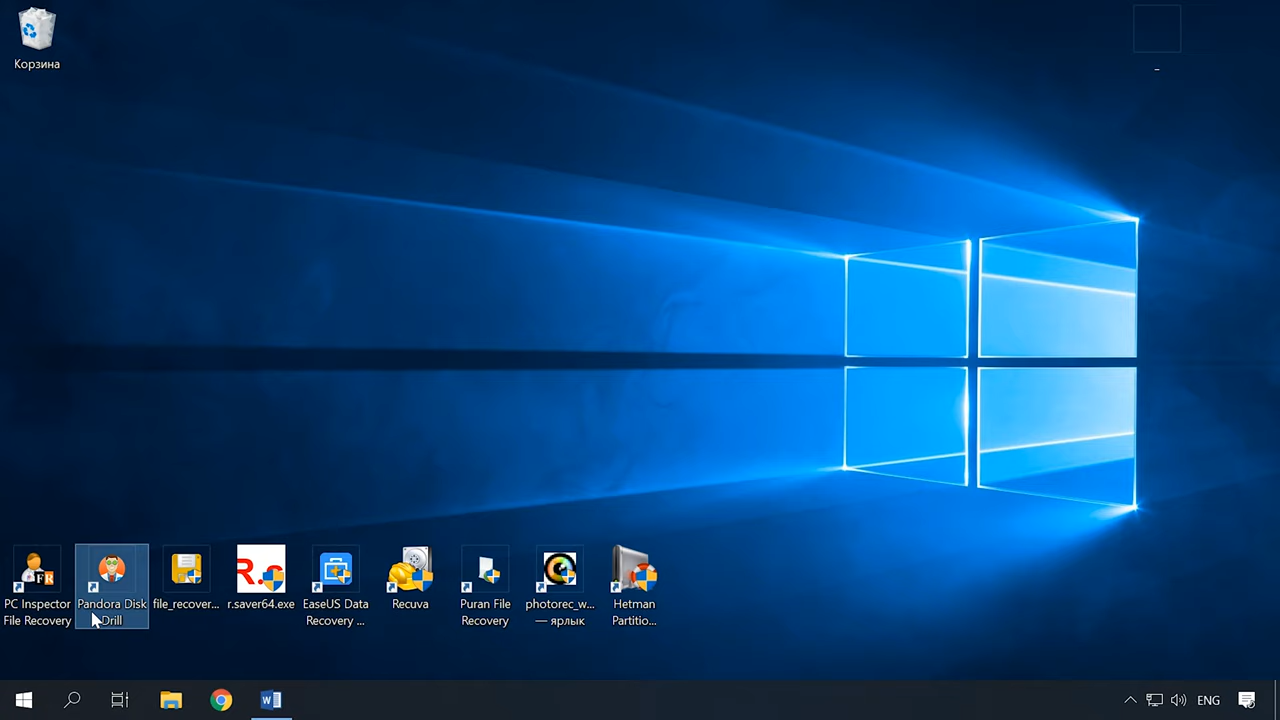 Корзина
_
PC Inspector
File Recovery
Pandora Disk
Drill
file_recover...
r.saver64.exe
EaseUS Data
Recovery ...
Recuva
Puran File
Recovery
photorec_w...
— ярлык
Hetman
Partitio...
R.s
FR
W
ENG